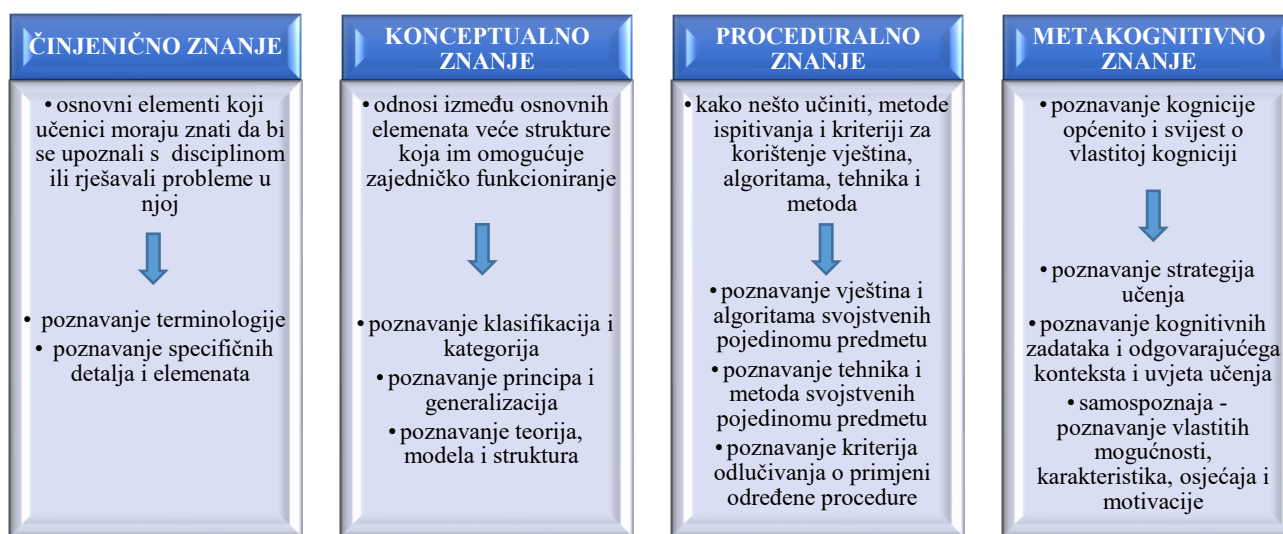 ČINJENIČNO ZNANJE
• osnovni elementi koji
učenici moraju znati da bi
se upoznali s disciplinom
ili rješavali probleme u
njoj
• poznavanje terminologije
• poznavanje specifičnih
detalja i elemenata
KONCEPTUALNO
ZNANJE
• odnosi između osnovnih
elemenata veće strukture
koja im omogućuje
zajedničko funkcioniranje
• poznavanje klasifikacija i
kategorija
• poznavanje principa i
generalizacija
• poznavanje teorija,
modela i struktura
PROCEDURALNO
ZNANJE
• kako nešto učiniti, metode
ispitivanja i kriteriji za
korištenje vještina,
algoritama, tehnika i
metoda
• poznavanje vještina i
algoritama svojstvenih
pojedinomu predmetu
• poznavanje tehnika i
metoda svojstvenih
pojedinomu predmetu
• poznavanje kriterija
odlučivanja o primjeni
određene procedure
METAKOGNITIVNO
ZNANJE
• poznavanje kognicije
općenito i svijest o
vlastitoj kogniciji
• poznavanje strategija
učenja
• poznavanje kognitivnih
zadataka i odgovarajućega
konteksta i uvjeta učenja
• samospoznaja -
poznavanje vlastitih
mogućnosti,
karakteristika, osjećaja i
motivacije